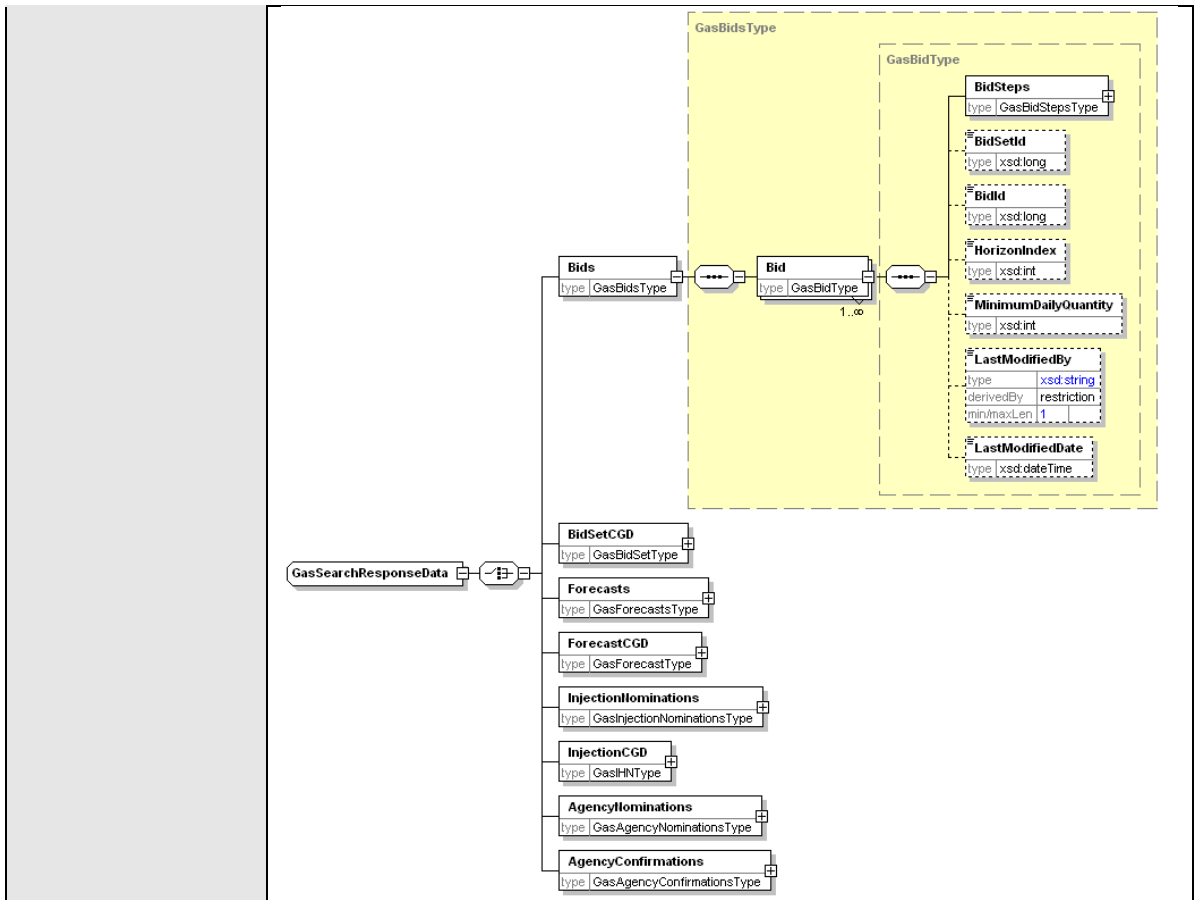 GasBidsType
GasBidType
BidSteps
type GasBidStepsType
BidSetId
type xsd:long
BidId
type xsd:long
HorizonIndex
type xsd:int
Bids
type GasBidsType
Bid
type GasBidType
1..∞
MinimumDailyQuantity
type xsd:int
LastModifiedBy
type xsd:string
derivedBy restriction
min/maxLen 1
LastModifiedDate
type xsd:dateTime
BidSetCGD
type GasBidSetType
GasSearchResponseData
Forecasts
type GasForecastsType
ForecastCGD
type GasForecastType
InjectionNominations
type GasInjectionNominationsType
InjectionCGD
type GasIHNType
AgencyNominations
type GasAgencyNominationsType
AgencyConfirmations
type GasAgencyConfirmationsType